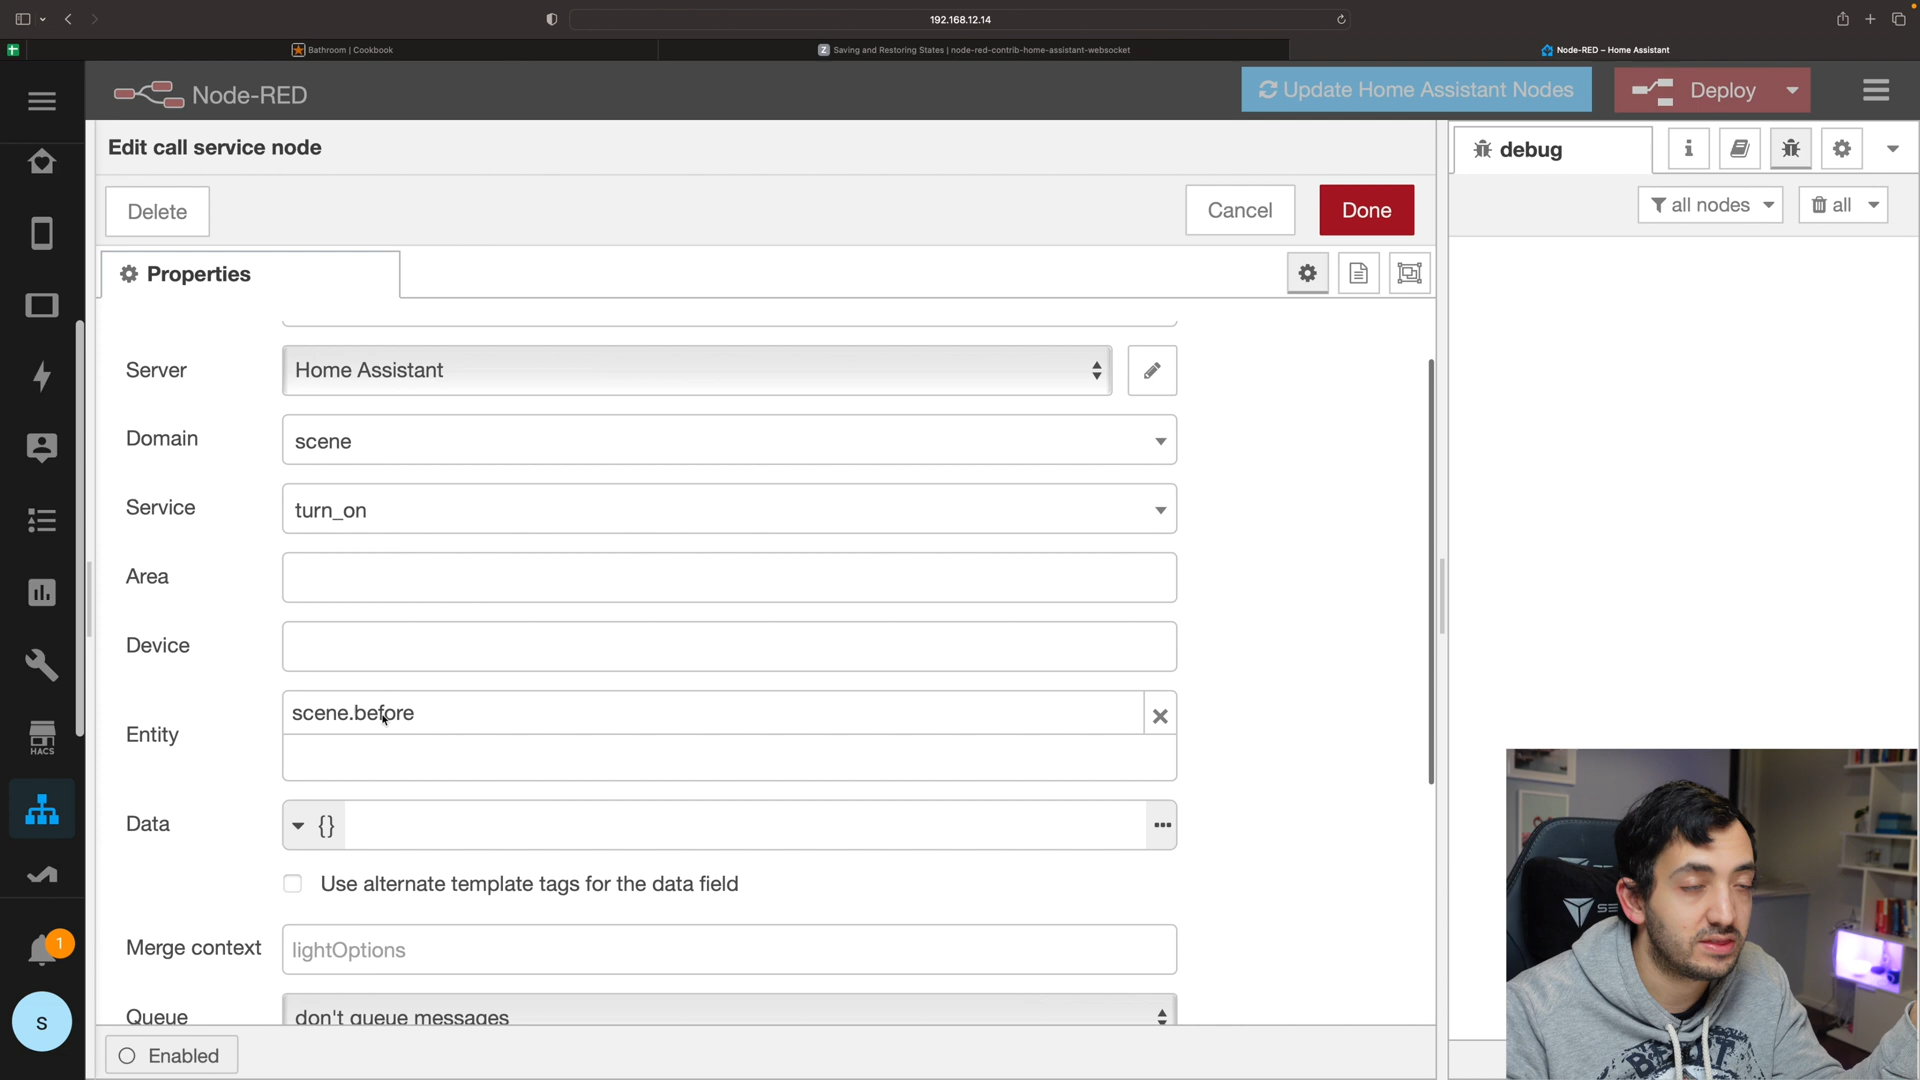 192.168.12.14
Bathroom | Cookbook
Z Saving and Restoring States | node-red-contrib-home-assistant-websocket
Node-RED – Home Assistant
Node-RED
Update Home Assistant Nodes
Deploy
Edit call service node
debug
Delete
Cancel
Done
all nodes
all
Properties
Server
Home Assistant
Domain
scene
Service
turn_on
Area
Device
Entity
scene.before
Data
{}
Use alternate template tags for the data field
Merge context
lightOptions
Queue
don't queue messages
Enabled
HACS
1
S